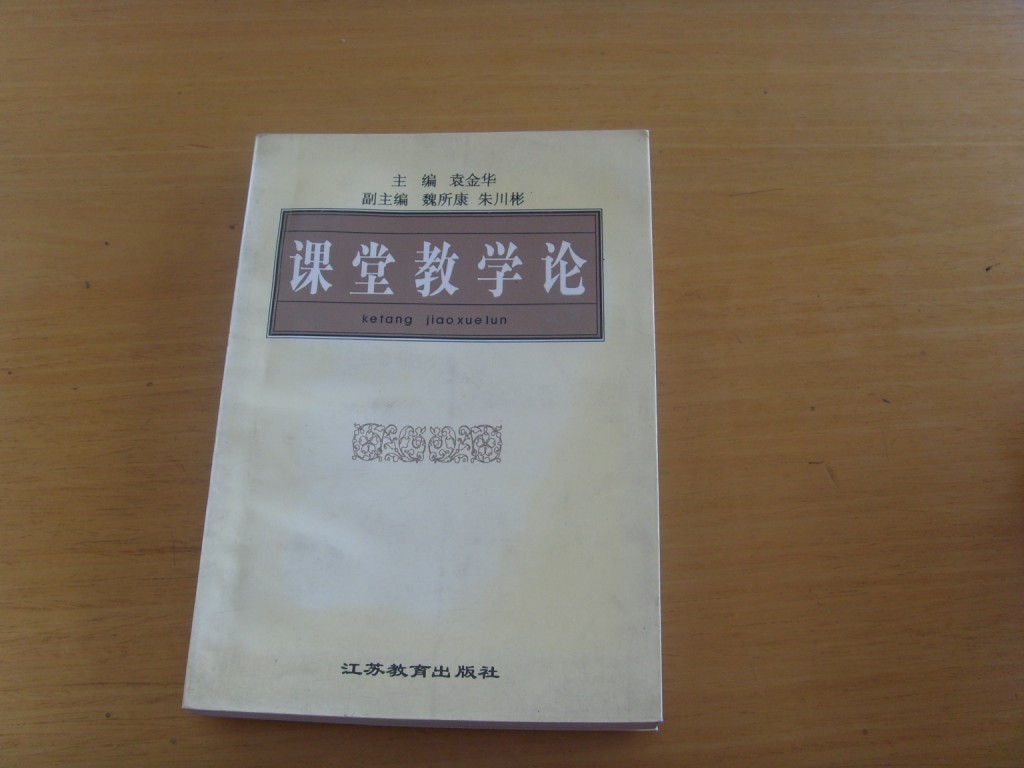 主 编 袁金华
副主编 魏所康 朱川彬
课堂教学论
ketang jiaoxuelun
江苏教育出版社